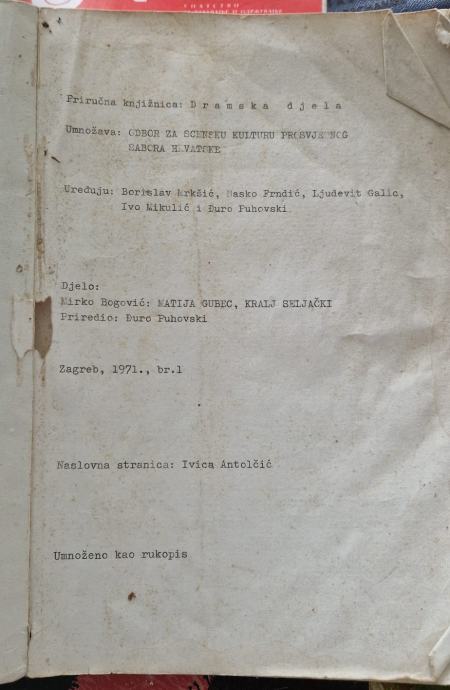 Priručna knjižnica: D r a m s k a  d j e l a
Umnožava: ODBOR ZA SCENSKU KULTURU PROSVJETNOG
SABORA HRVATSKE
Uređuju: Borislav Mrkšić, Nasko Frndić, Ljudevit Galic,
Ivo Mikulić i Đuro Puhovski
Djelo:
Mirko Bogović: MATIJA GUBEC, KRALJ SELJAČKI
Priredio: Đuro Puhovski
Zagreb, 1971., br.1
Naslovna stranica: Ivica Antolčić
Umnoženo kao rukopis